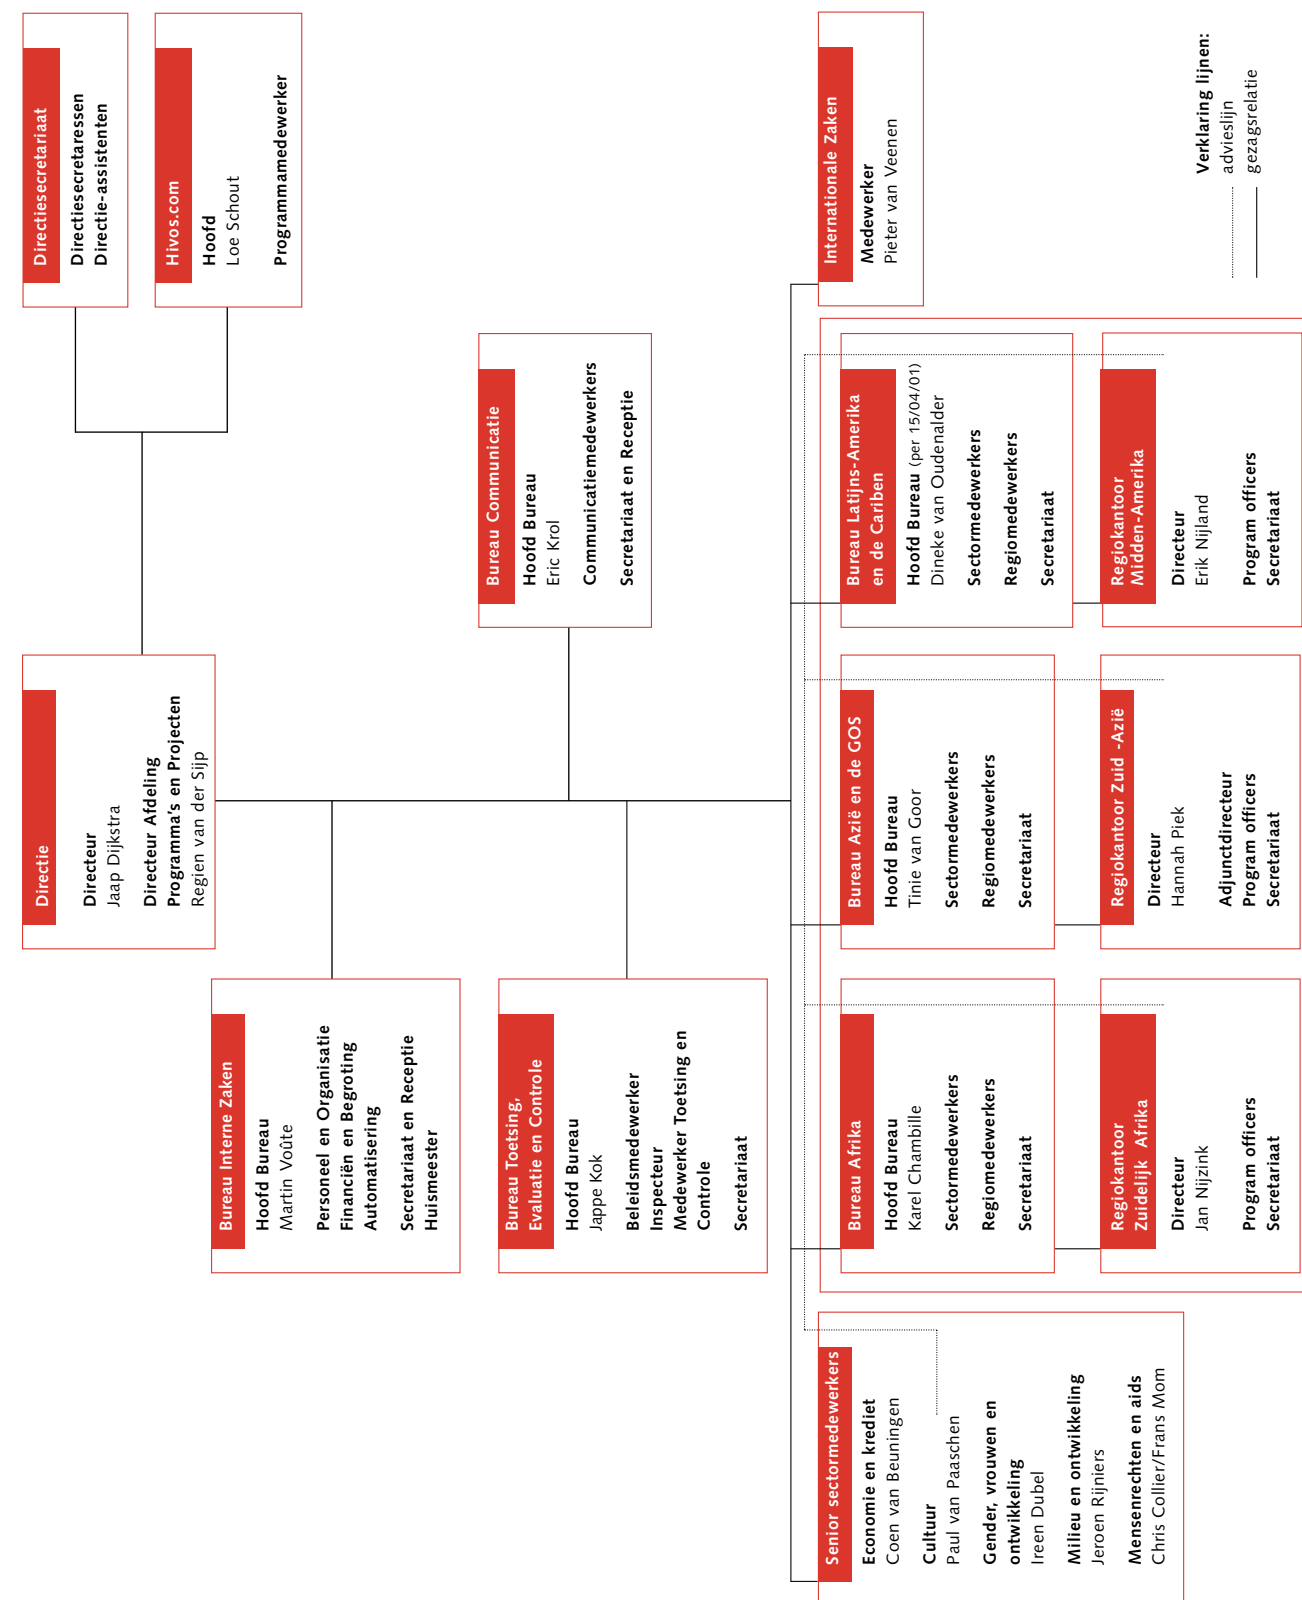 Directie
Directeur
Jaap Dijkstra
Directeur Afdeling
Programma's en Projecten
Regien van der Sijp
Directiesecretariaat
Directiesecretaressen
Directie-assistenten
Hivos.com
Hoofd
Loe Schout
Programmamedewerker
Bureau Interne Zaken
Hoofd Bureau
Martin Voûte
Personeel en Organisatie
Financiën en Begroting
Automatisering
Secretariaat en Receptie
Huismeester
Bureau Communicatie
Hoofd Bureau
Eric Krol
Communicatiemedewerkers
Secretariaat en Receptie
Bureau Toetsing,
Evaluatie en Controle
Hoofd Bureau
Jappe Kok
Beleidsmedewerker
Inspecteur
Medewerker Toetsing en
Controle
Secretariaat
Senior sectormedewerkers
Economie en krediet
Coen van Beuningen
Cultuur
Paul van Paaschen
Gender, vrouwen en
ontwikkeling
Ireen Dubel
Milieu en ontwikkeling
Jeroen Rijniers
Mensenrechten en aids
Chris Collier/Frans Mom
Bureau Afrika
Hoofd Bureau
Karel Chambille
Sectormedewerkers
Regiomedewerkers
Secretariaat
Bureau Azië en de GOS
Hoofd Bureau
Tinie van Goor
Sectormedewerkers
Regiomedewerkers
Secretariaat
Bureau Latijns-Amerika
en de Cariben
Hoofd Bureau (per 15/04/01)
Dineke van Oudenalder
Sectormedewerkers
Regiomedewerkers
Secretariaat
Internationale Zaken
Medewerker
Pieter van Veenen
Regiokantoor
Zuidelijk Afrika
Directeur
Jan Nijzink
Program officers
Secretariaat
Regiokantoor Zuid -Azië
Directeur
Hannah Piek
Adjunctdirecteur
Program officers
Secretariaat
Regiokantoor
Midden-Amerika
Directeur
Erik Nijland
Program officers
Secretariaat
Verklaring lijnen:
advieslijn
gezagsrelatie